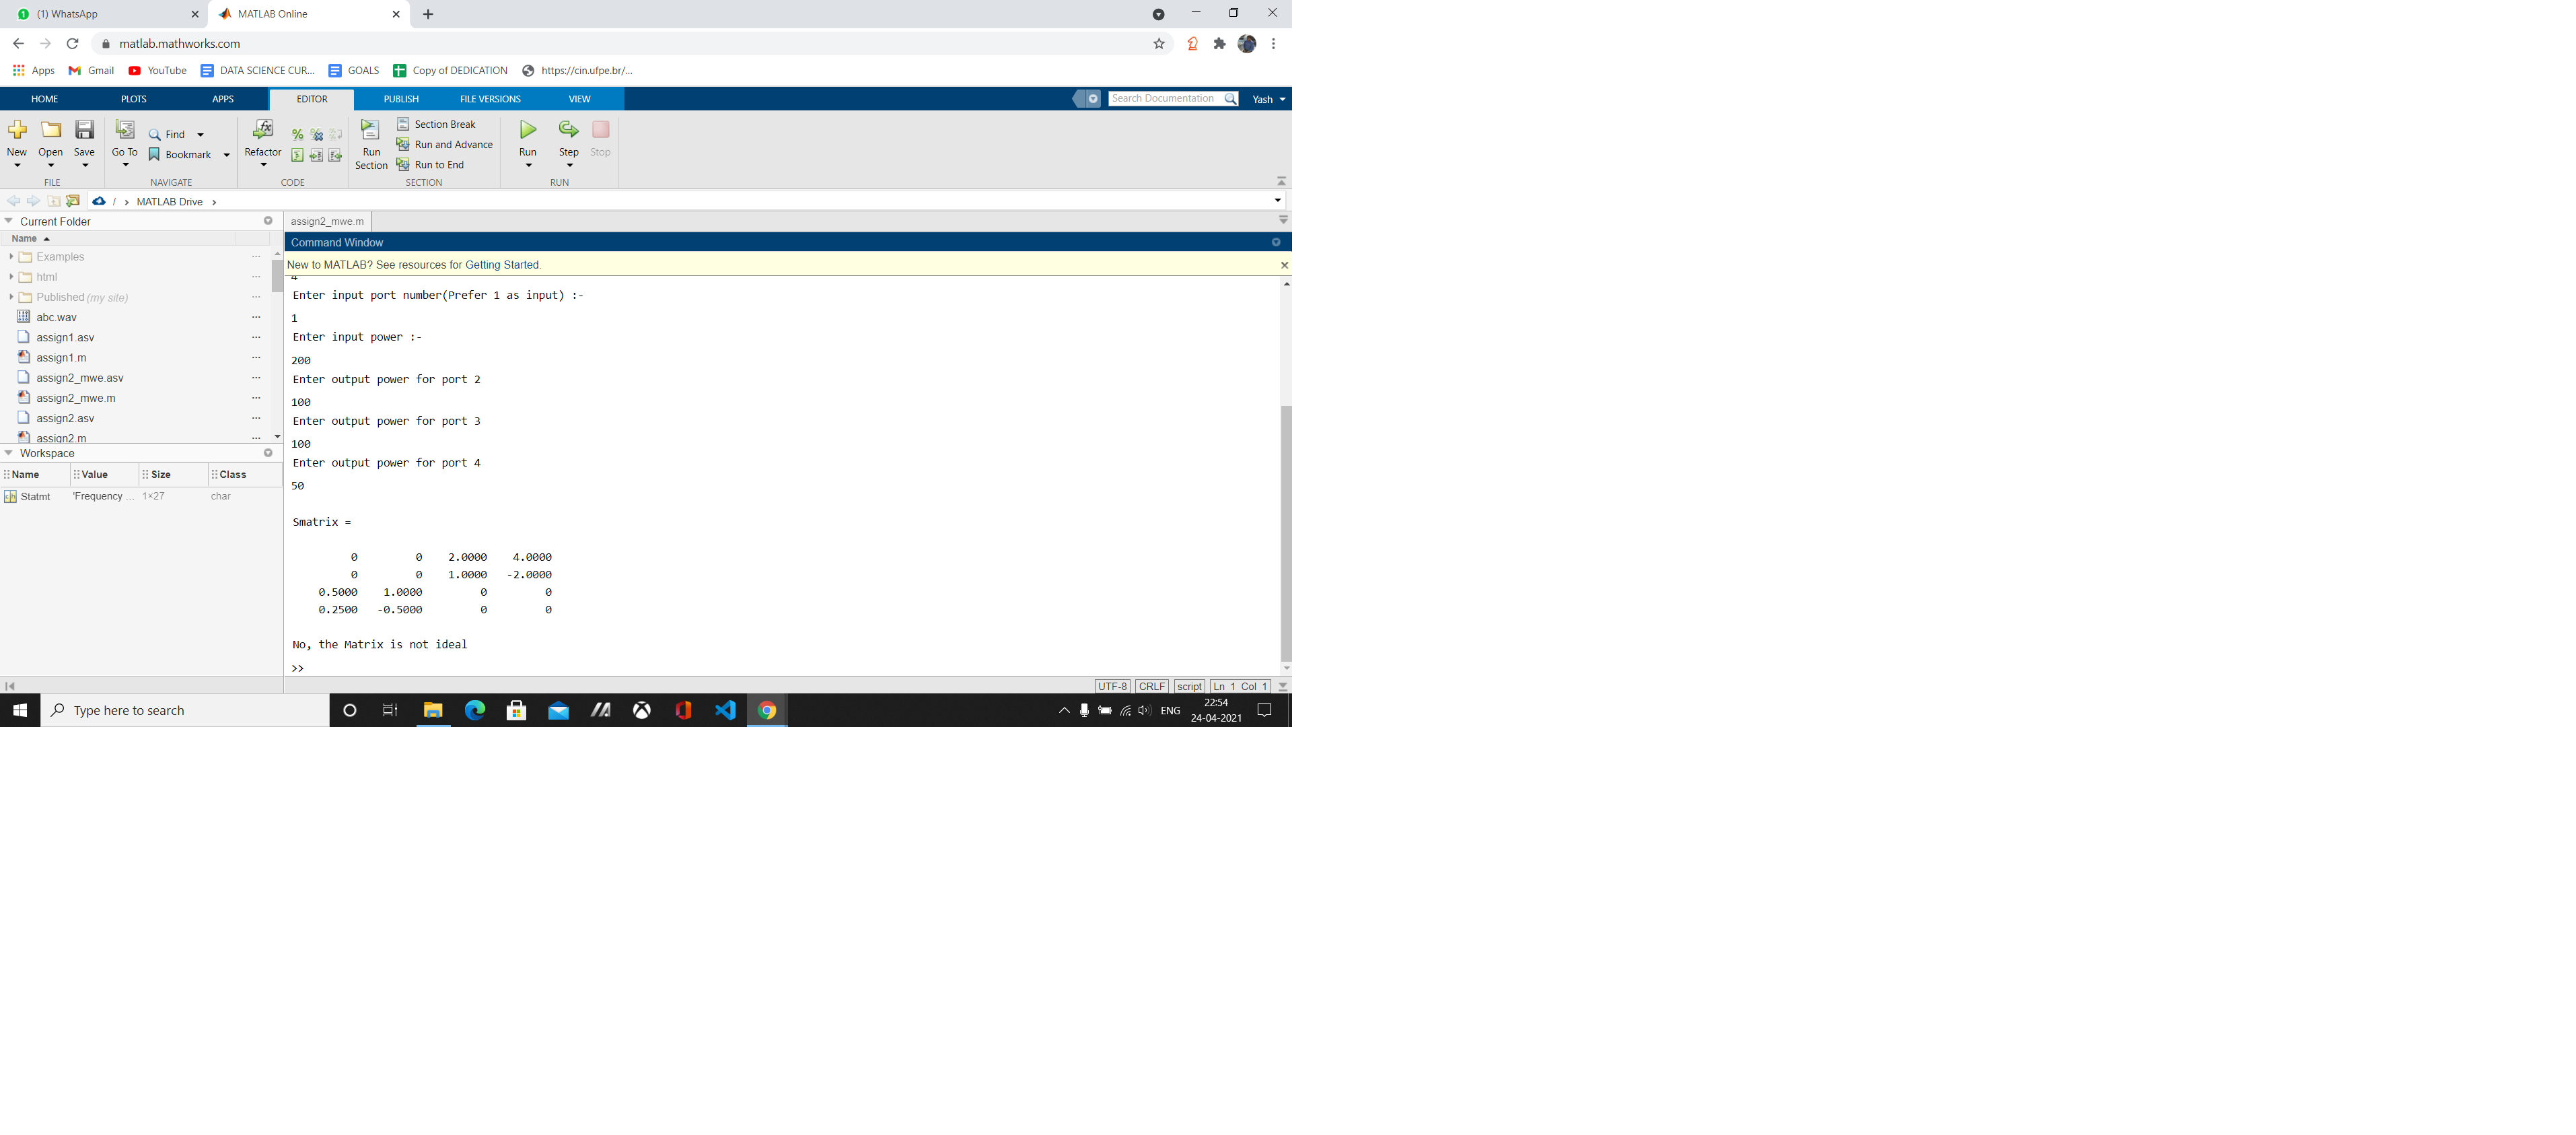 (1) WhatsApp
MATLAB Online
matlab.mathworks.com
Apps
Gmail
YouTube
DATA SCIENCE CUR...
GOALS
Copy of DEDICATION
https://cin.ufpe.br/...
HOME
PLOTS
APPS
EDITOR
PUBLISH
FILE VERSIONS
VIEW
Search Documentation
Yash
New
Open
Save
FILE
Go To
Find
Bookmark
NAVIGATE
Refactor
CODE
Run Section
Section Break
Run and Advance
Run to End
SECTION
Run
Step
Stop
RUN
/ › MATLAB Drive ›
Current Folder
Name
Examples
html
Published (my site)
abc.wav
assign1.asv
assign1.m
assign2_mwe.asv
assign2_mwe.m
assign2.asv
assign2.m
Workspace
Name Value Size Class
Statmt 'Frequency ... 1×27 char
assign2_mwe.m
Command Window
New to MATLAB? See resources for Getting Started.
4
Enter input port number(Prefer 1 as input) :-
1
Enter input power :-
200
Enter output power for port 2
100
Enter output power for port 3
100
Enter output power for port 4
50
Smatrix =
0 0 2.0000 4.0000
0 0 1.0000 -2.0000
0.5000 1.0000 0 0
0.2500 -0.5000 0 0
No, the Matrix is not ideal
>>
UTF-8 CRLF script Ln 1 Col 1
Type here to search
ENG
22:54
24-04-2021